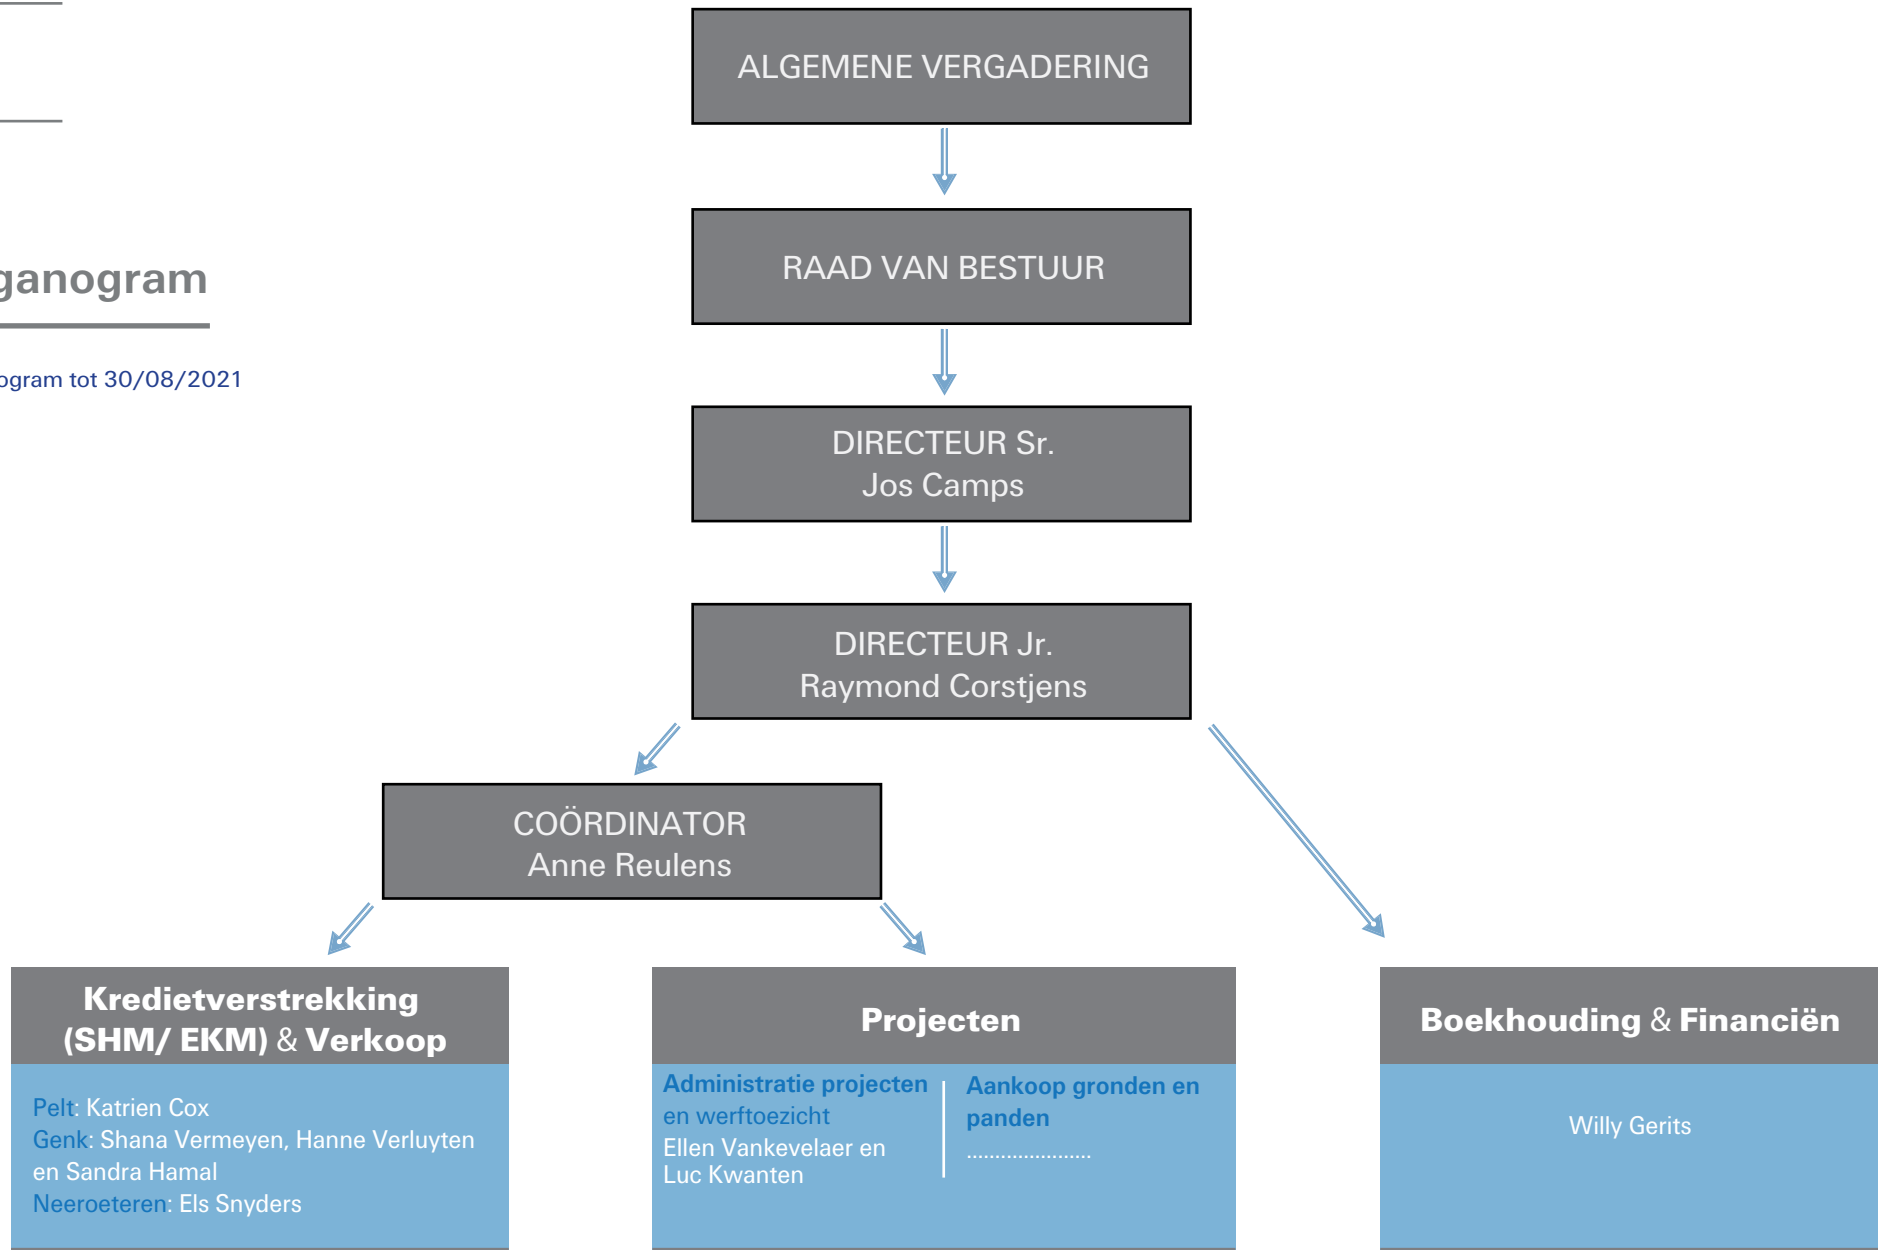 ALGEMENE VERGADERING
RAAD VAN BESTUUR
ganogram
ogram tot 30/08/2021
DIRECTEUR Sr.
Jos Camps
DIRECTEUR Jr.
Raymond Corstjens
COÖRDINATOR
Anne Reulens
Kredietverstrekking
(SHM/ EKM) & Verkoop
Pelt: Katrien Cox
Genk: Shana Vermeyen, Hanne Verluyten
en Sandra Hamal
Neeroeteren: Els Snyders
Projecten
Administratie projecten
en werftoezicht
Ellen Vankevelaer en
Luc Kwanten
Aankoop gronden en
panden
......................
Boekhouding & Financiën
Willy Gerits